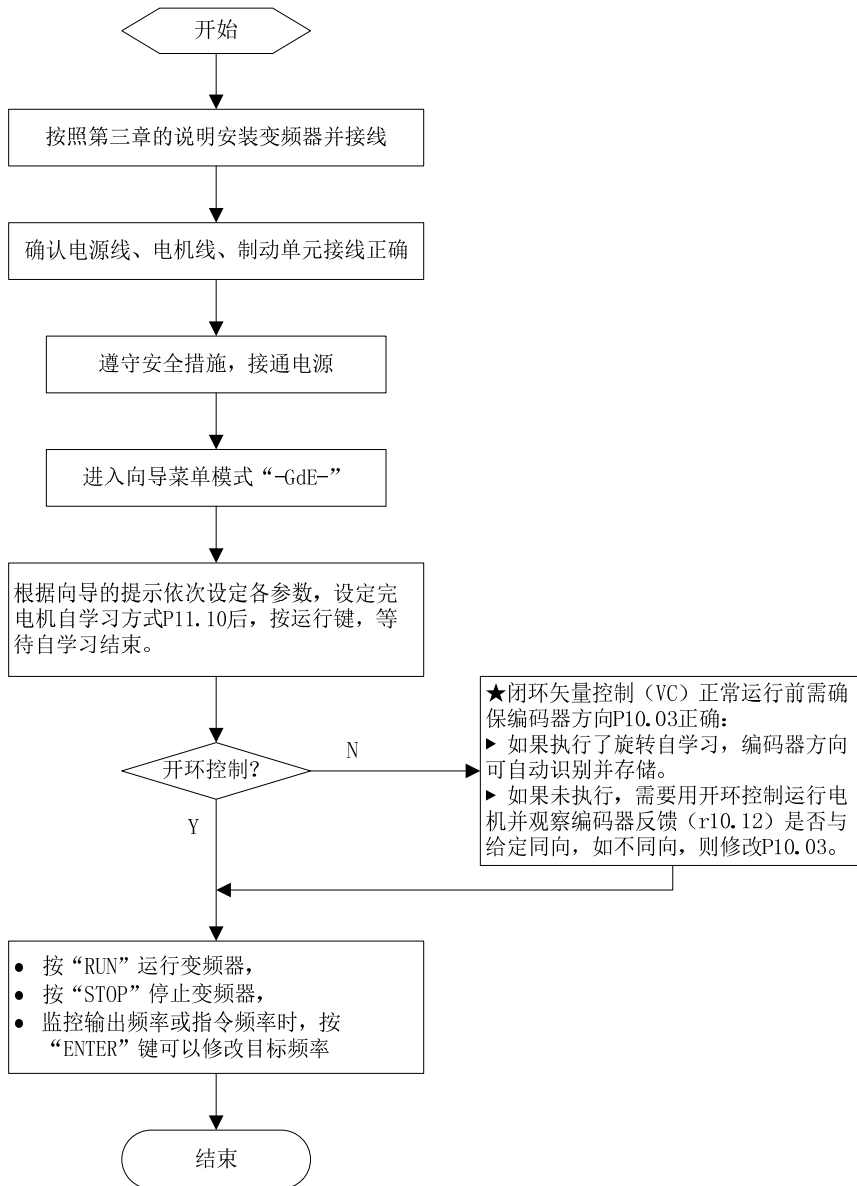 开始
按照第三章的说明安装变频器并接线
确认电源线、电机线、制动单元接线正确
遵守安全措施，接通电源
进入向导菜单模式“-GdE-”
根据向导的提示依次设定各参数，设定完
电机自学习方式P11.10后，按运行键，等
待自学习结束。
开环控制？
N
Y
★闭环矢量控制（VC）正常运行前需确
保编码器方向P10.03正确：
▶ 如果执行了旋转自学习，编码器方向
可自动识别并存储。
▶ 如果未执行，需要用开环控制运行电
机并观察编码器反馈（r10.12）是否与
给定同向，如不同向，则修改P10.03。
● 按“RUN”运行变频器，
● 按“STOP”停止变频器，
● 监控输出频率或指令频率时，按
“ENTER”键可以修改目标频率
结束